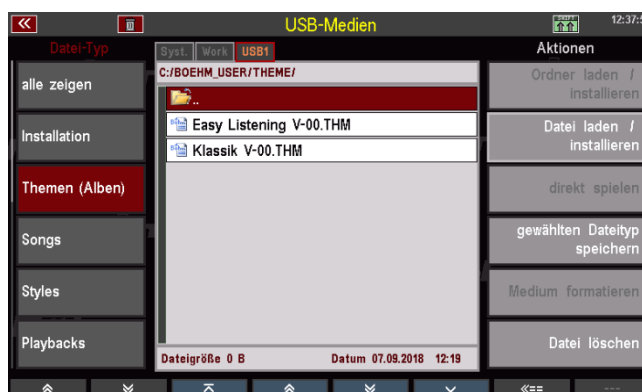 USB-Medien
12:37:5
Datei-Typ
Syst. Work USB1
Aktionen
C:/BOEHM_USER/THEME/
alle zeigen
..
Ordner laden /
installieren
Easy Listening V-00.THM
Installation
Datei laden /
installieren
Klassik V-00.THM
Themen (Alben)
direkt spielen
Songs
gewählten Dateityp
speichern
Styles
Medium formatieren
Playbacks
Dateigröße 0 B Datum 07.09.2018 12:19
Datei löschen
«==
---